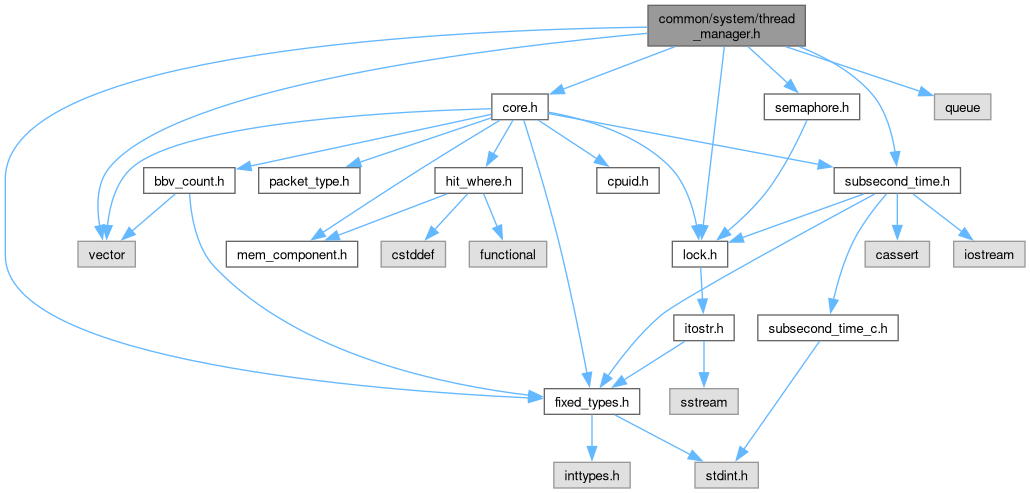 common/system/thread
_manager.h
core.h
semaphore.h
queue
bbv_count.h
packet_type.h
hit_where.h
cpuid.h
subsecond_time.h
vector
mem_component.h
cstddef
functional
lock.h
cassert
iostream
itostr.h
subsecond_time_c.h
fixed_types.h
sstream
inttypes.h
stdint.h